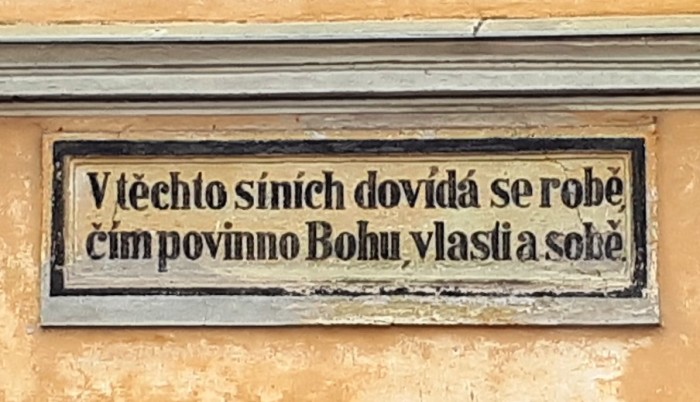 V těchto síních dovídá se robě,
čím povinno Bohu, vlasti a sobě.